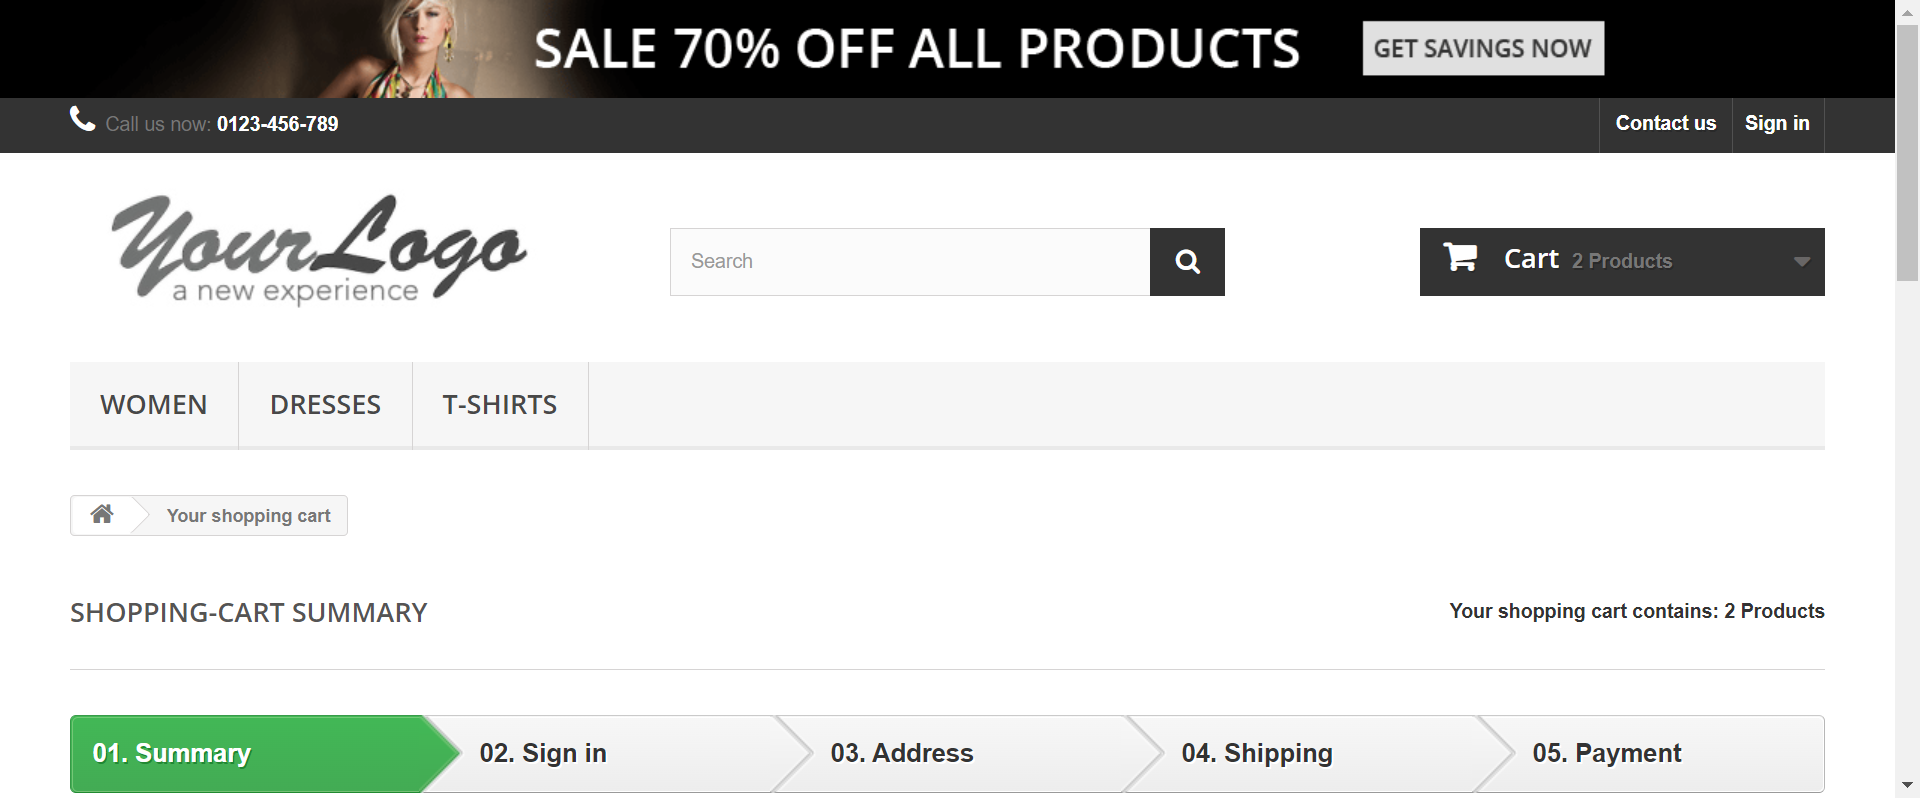 SALE 70% OFF ALL PRODUCTS
GET SAVINGS NOW
Call us now: 0123-456-789
Contact us
Sign in
YourLogo
a new experience
Search
Cart 2 Products
WOMEN
DRESSES
T-SHIRTS
Your shopping cart
SHOPPING-CART SUMMARY
Your shopping cart contains: 2 Products
01. Summary
02. Sign in
03. Address
04. Shipping
05. Payment